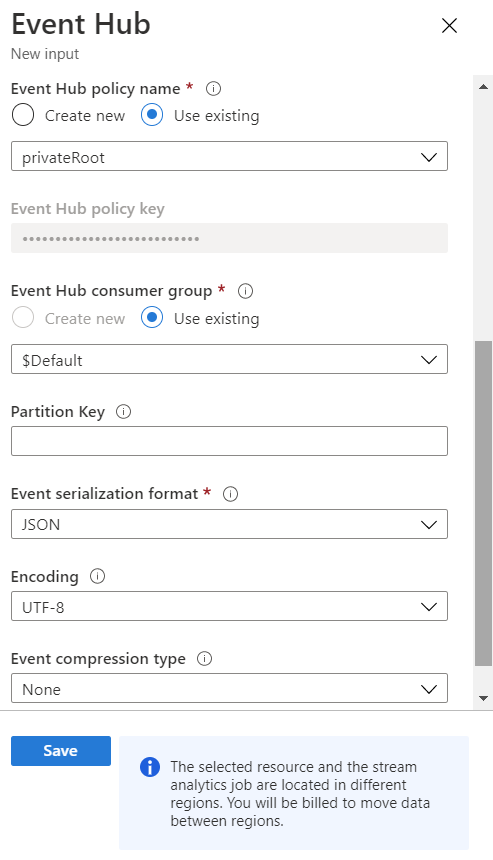 Event Hub
New input
Event Hub policy name *
Create new Use existing
privateRoot
Event Hub policy key
•••••••••••••••••••••••••••
Event Hub consumer group *
Create new Use existing
$Default
Partition Key
Event serialization format *
JSON
Encoding
UTF-8
Event compression type
None
Save
The selected resource and the stream
analytics job are located in different
regions. You will be billed to move data
between regions.